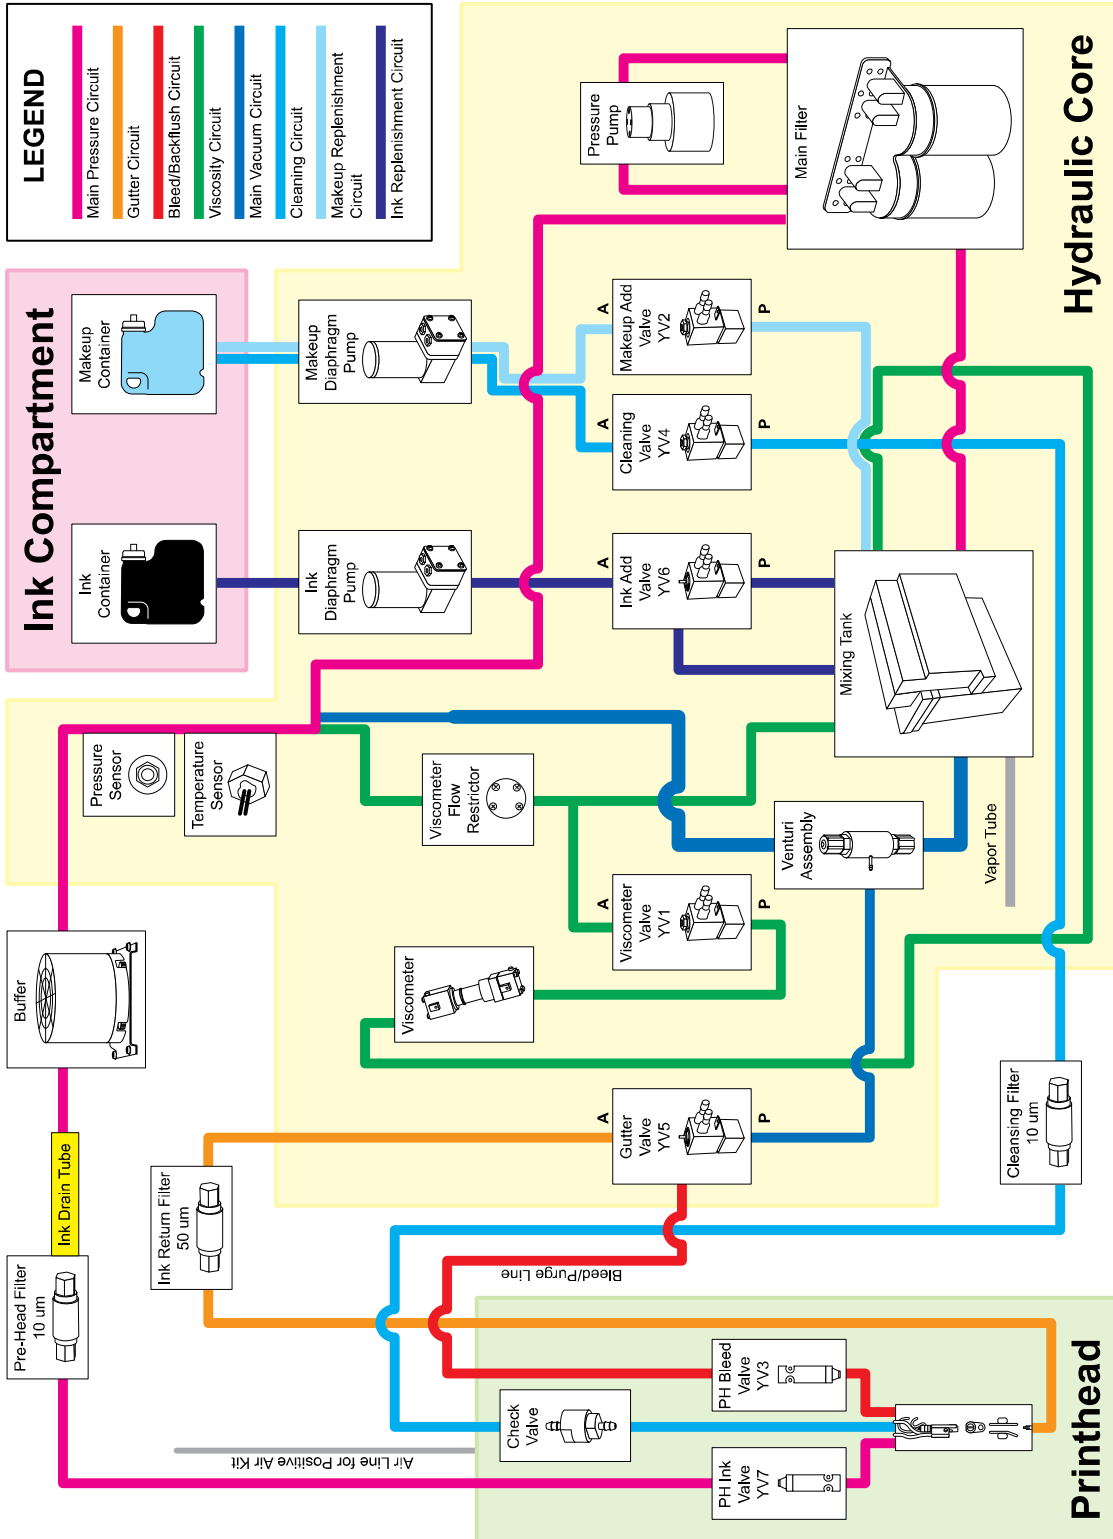 LEGEND
Main Pressure Circuit
Gutter Circuit
Bleed/Backflush Circuit
Viscosity Circuit
Main Vacuum Circuit
Cleaning Circuit
Makeup Replenishment
Circuit
Ink Replenishment Circuit
Ink Compartment
Makeup
Container
Ink
Container
Hydraulic Core
Pressure
Pump
Main Filter
Makeup
Diaphragm
Pump
Ink
Diaphragm
Pump
A
Makeup Add
Valve
YV2
P
A
Cleaning
Valve
YV4
P
A
Ink Add
Valve
YV6
P
Mixing Tank
Pressure
Sensor
Temperature
Sensor
Viscometer
Flow
Restrictor
Venturi
Assembly
Vapor Tube
A
Viscometer
Valve
YV1
P
Viscometer
Buffer
A
Gutter
Valve
YV5
P
Cleansing Filter
10 um
Ink Drain Tube
Ink Return Filter
50 um
Pre-Head Filter
10 um
Bleed/Purge Line
Air Line for Positive Air Kit
Printhead
PH Bleed
Valve
YV3
Check
Valve
PH Ink
Valve
YV7